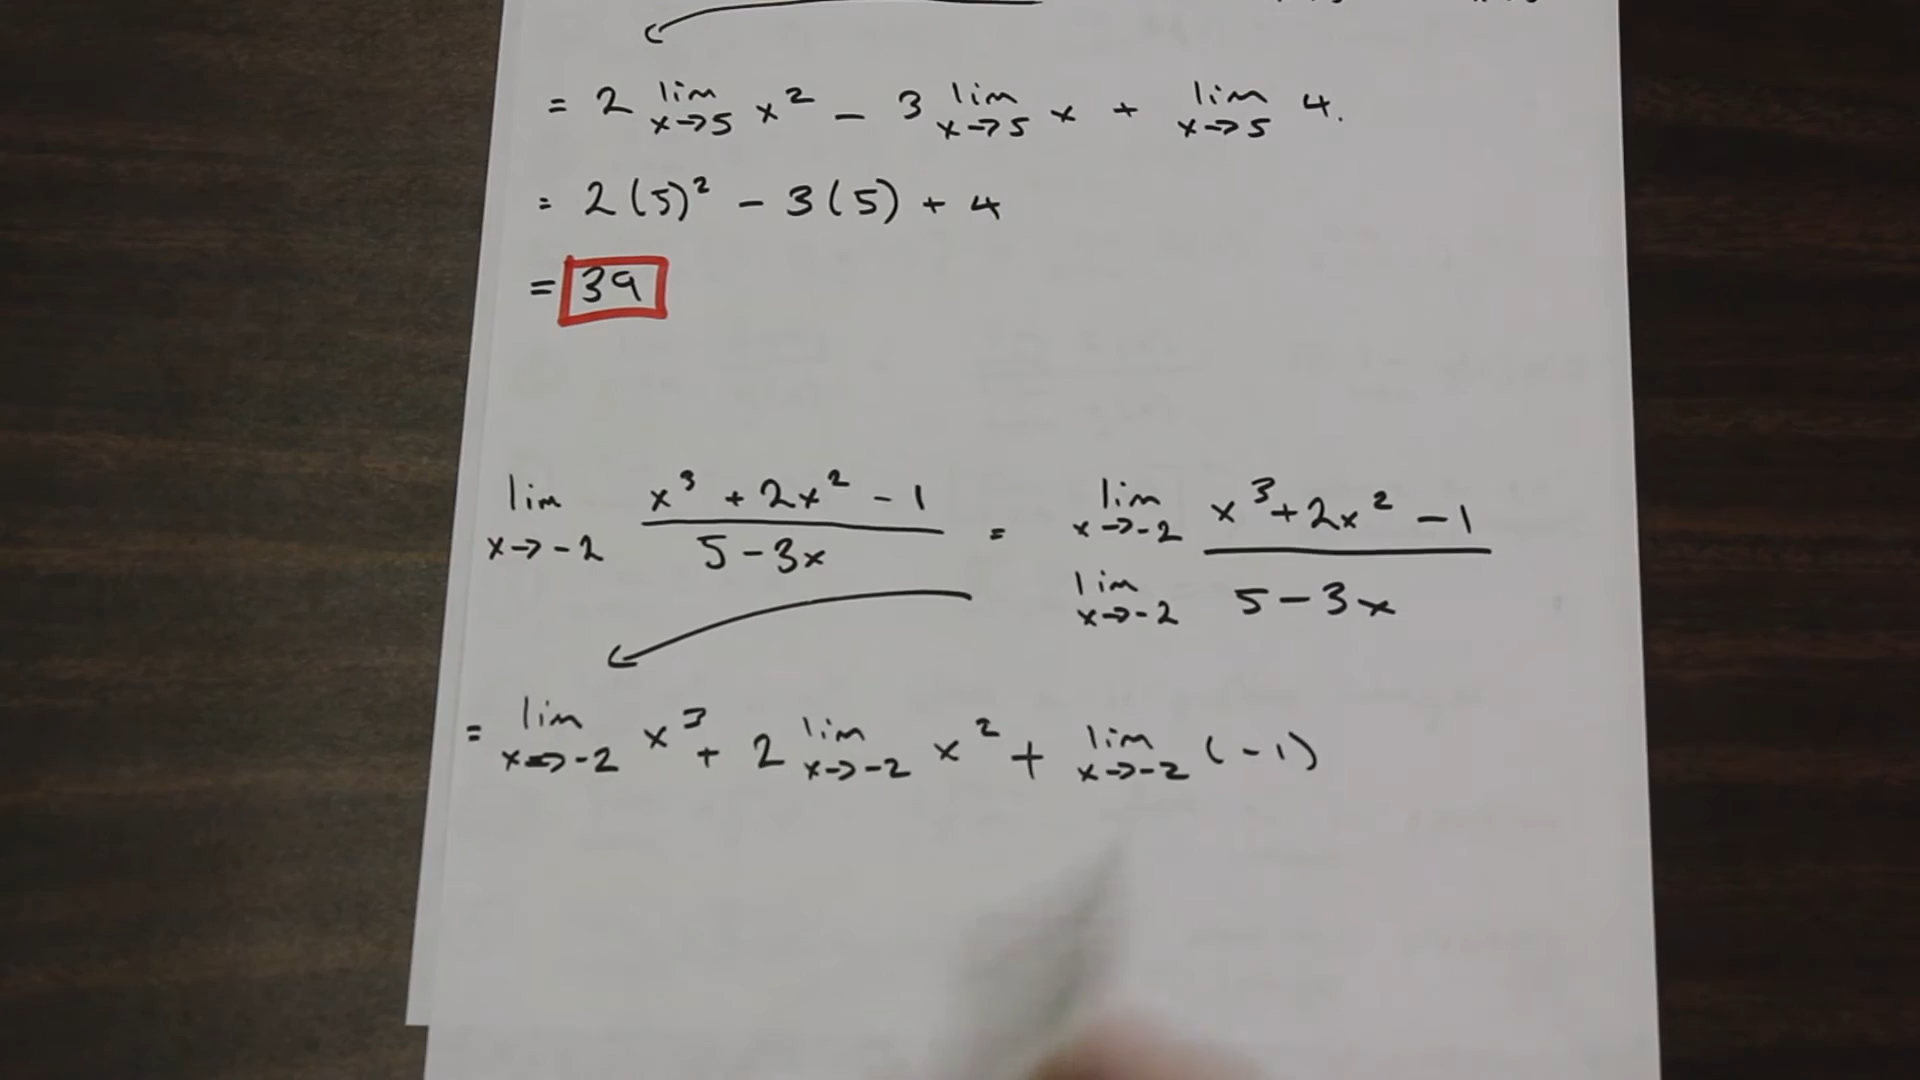 = 2 lim x→5 x² − 3 lim x→5 x + lim x→5 4.
= 2(5)² − 3(5) + 4
= 39
lim x→-2 x³ + 2x² − 1 / 5 − 3x = lim x→-2 x³ + 2x² − 1 / lim x→-2 5 − 3x
= lim x→-2 x³ + 2 lim x→-2 x² + lim x→-2 (-1)